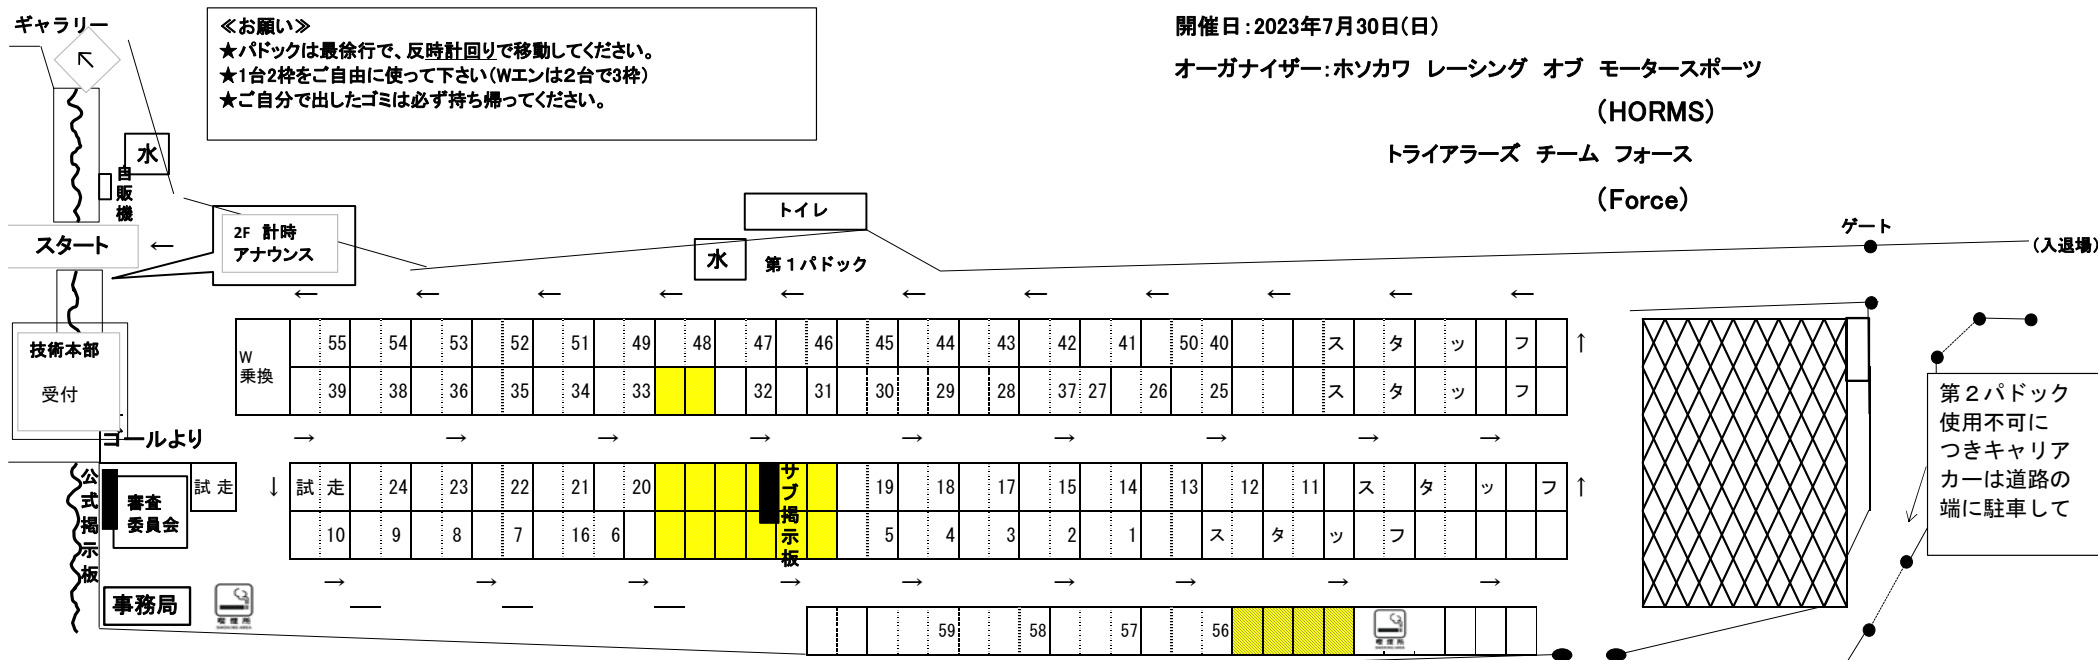 ギャラリー
≪お願い≫
★パドックは最徐行で、反時計回りで移動してください。
★1台2枠をご自由に使って下さい(Wエンは2台で3枠)
★ご自分で出したゴミは必ず持ち帰ってください。
開催日:2023年7月30日(日)
オーガナイザー:ホソカワ レーシング オブ モータースポーツ
(HORMS)
トライアラーズ チーム フォース
(Force)
水
自販機
スタート ←
2F 計時
アナウンス
トイレ
水
第1パドック
ゲート
(入退場)
← ← ← ← ← ← ← ← ← ← ←
技術本部
受付
W
乗換
55 54 53 52 51 49 48 47 46 45 44 43 42 41 50 40 ス タ ッ フ ↑
39 38 36 35 34 33 32 31 30 29 28 37 27 26 25 ス タ ッ フ
ゴールより
→ → → → → → → → →
公式掲示板
審査
委員会
試走 ↓
試走 24 23 22 21 20 19 18 17 15 14 13 12 11 ス タ ッ フ ↑
サブ掲示板
10 9 8 7 16 6 5 4 3 2 1 ス タ ッ フ
→ → → → → → → → →
事務局
喫煙所
59 58 57 56
喫煙所
第2パドック
使用不可に
つきキャリア
カーは道路の
端に駐車して